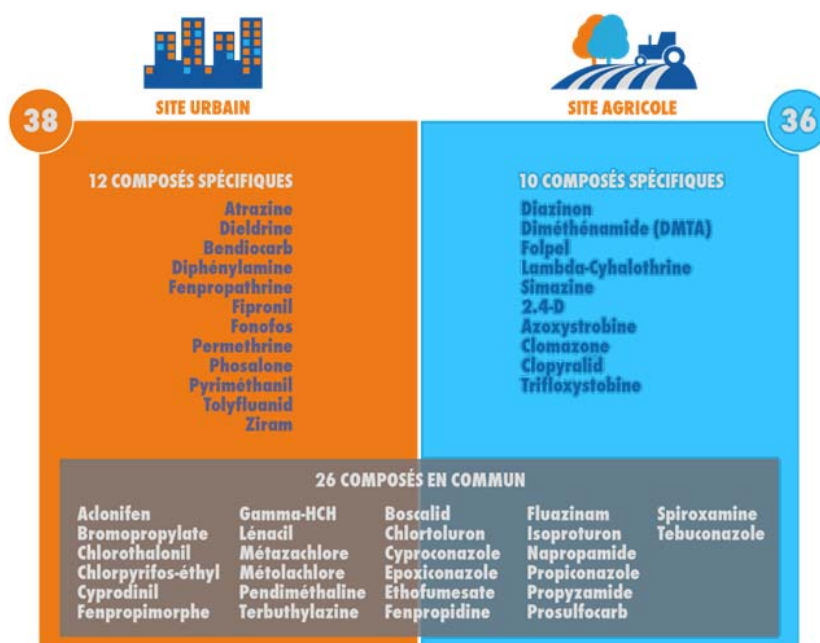 SITE URBAIN
SITE AGRICOLE
38
36
12 COMPOSÉS SPÉCIFIQUES
Atrazine
Dieldrine
Bendiocarb
Diphénylamine
Fenpropathrine
Fipronil
Fonofos
Permethrine
Phosalone
Pyriméthanil
Tolyfluanid
Ziram
10 COMPOSÉS SPÉCIFIQUES
Diazinon
Diméthénamide (DMTA)
Folpel
Lambda-Cyhalothrine
Simazine
2.4-D
Azoxystrobine
Clomazone
Clopyralid
Trifloxystobine
26 COMPOSÉS EN COMMUN
Aclonifen
Bromopropylate
Chlorothalonil
Chlorpyrifos-éthyl
Cyprodinil
Fenpropimorphe
Gamma-HCH
Lénacil
Métazachlore
Métolachlore
Pendiméthaline
Terbuthylazine
Boscalid
Chlortoluron
Cyproconazole
Epoxiconazole
Ethofumesate
Fenpropidine
Fluazinam
Isoproturon
Napropamide
Propiconazole
Propyzamide
Prosulfocarb
Spiroxamine
Tebuconazole